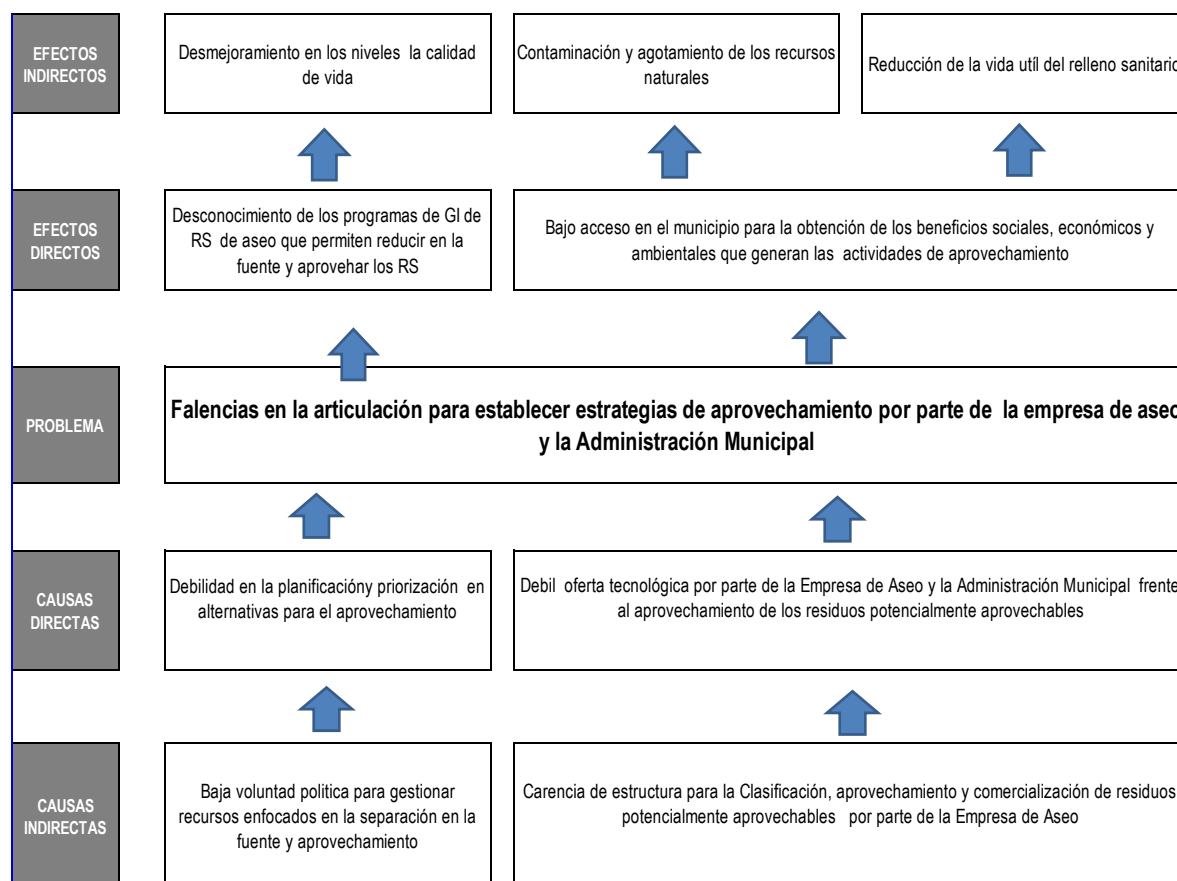 EFECTOS
INDIRECTOS
Desmejoramiento en los niveles la calidad
de vida
Contaminación y agotamiento de los recursos
naturales
Reducción de la vida utíl del relleno sanitario
EFECTOS
DIRECTOS
Desconocimiento de los programas de GI de
RS de aseo que permiten reducir en la
fuente y aprovehar los RS
Bajo acceso en el municipio para la obtención de los beneficios sociales, económicos y
ambientales que generan las actividades de aprovechamiento
PROBLEMA
Falencias en la articulación para establecer estrategias de aprovechamiento por parte de la empresa de aseo
y la Administración Municipal
CAUSAS
DIRECTAS
Debilidad en la planificacióny priorización en
alternativas para el aprovechamiento
Debil oferta tecnológica por parte de la Empresa de Aseo y la Administración Municipal frente
al aprovechamiento de los residuos potencialmente aprovechables
CAUSAS
INDIRECTAS
Baja voluntad politica para gestionar
recursos enfocados en la separación en la
fuente y aprovechamiento
Carencia de estructura para la Clasificación, aprovechamiento y comercialización de residuos
potencialmente aprovechables por parte de la Empresa de Aseo